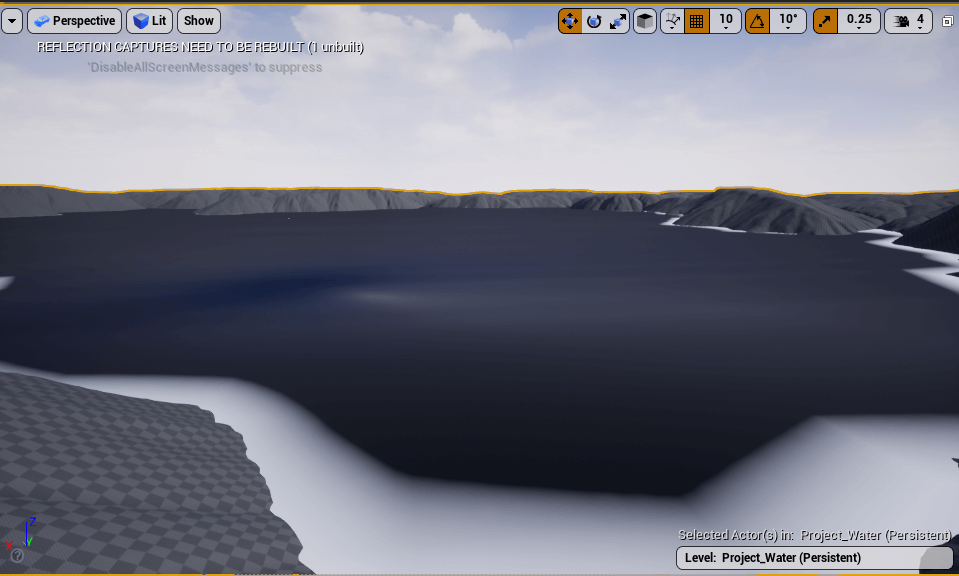 Perspective Lit Show 10 10° 0.25 4
REFLECTION CAPTURES NEED TO BE REBUILT (1 unbuilt)
'DisableAllScreenMessages' to suppress
Z
X Y
?
Selected Actor(s) in: Project_Water (Persistent)
Level: Project_Water (Persistent)